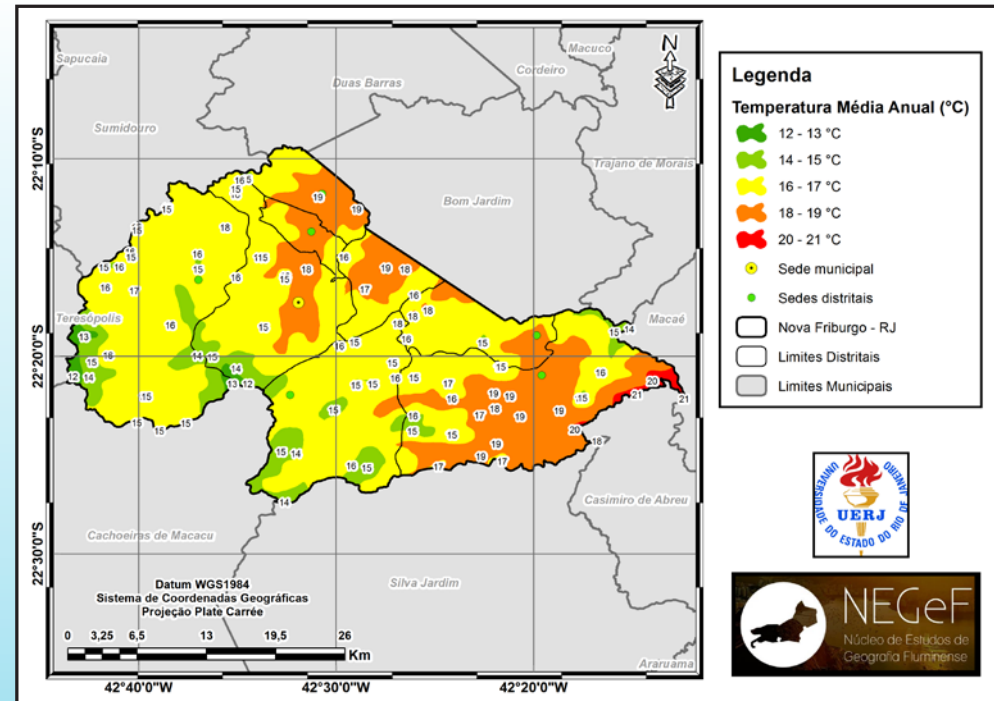 Sapucaia
Macuco
Cordeiro
Duas Barras
Sumidouro
Trajano de Morais
Bom Jardim
Teresópolis
Macaé
Casimiro de Abreu
Cachoeiras de Macacu
Silva Jardim
Araruama
N
22°10'0"S
22°20'0"S
22°30'0"S
42°40'0"W
42°30'0"W
42°20'0"W
Datum WGS1984
Sistema de Coordenadas Geográficas
Projeção Plate Carrée
0 3,25 6,5 13 19,5 26
Km
Legenda
Temperatura Média Anual (°C)
12 - 13 °C
14 - 15 °C
16 - 17 °C
18 - 19 °C
20 - 21 °C
Sede municipal
Sedes distritais
Nova Friburgo - RJ
Limites Distritais
Limites Municipais
UNIVERSIDADE DO ESTADO DO RIO DE JANEIRO
UERJ
NEGeF
Núcleo de Estudos de
Geografia Fluminense